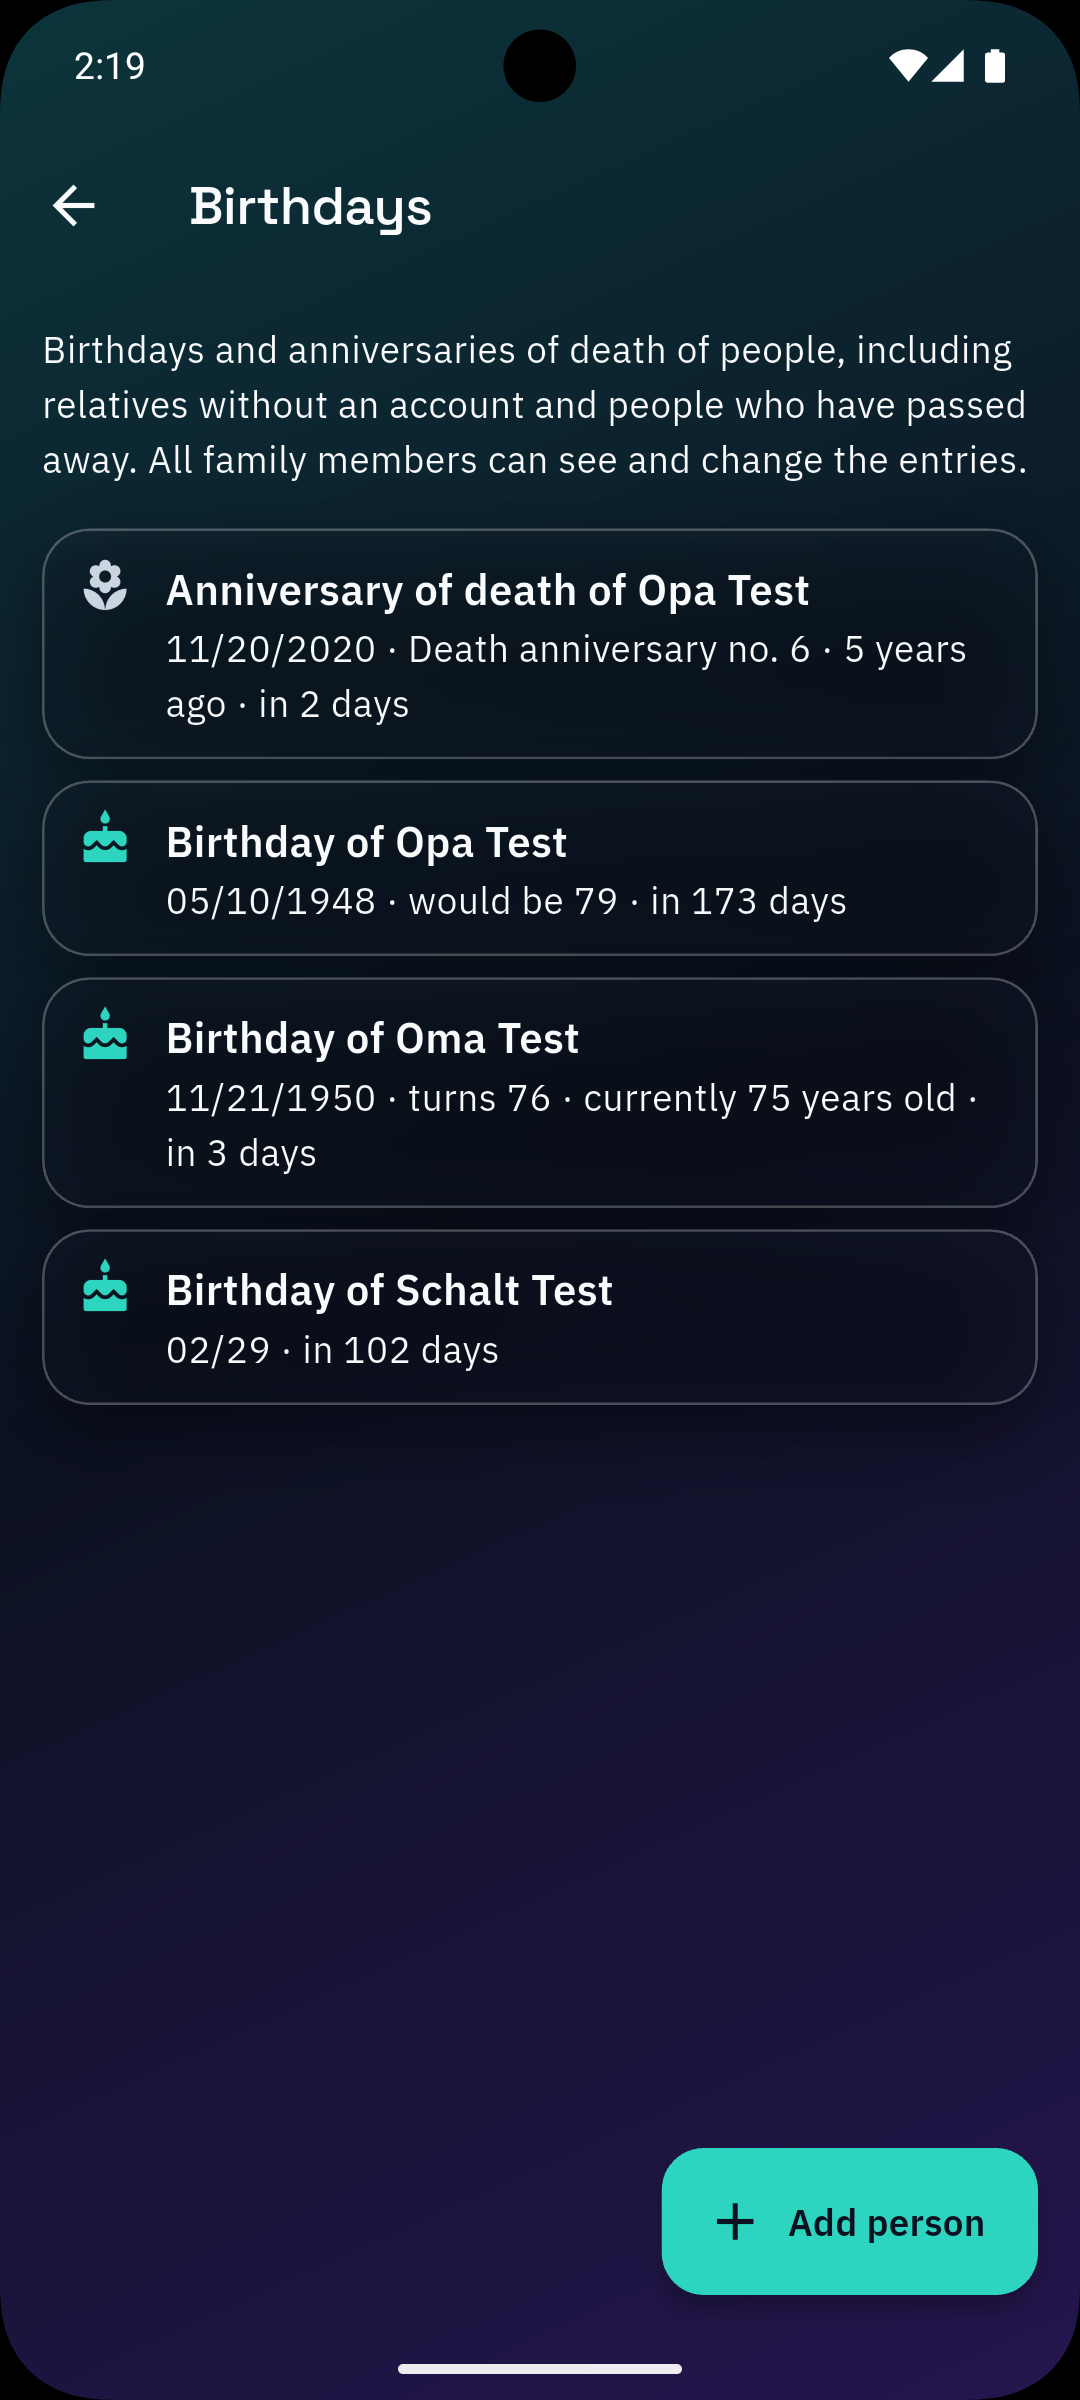 2:19
Birthdays
Birthdays and anniversaries of death of people, including
relatives without an account and people who have passed
away. All family members can see and change the entries.
Anniversary of death of Opa Test
11/20/2020 · Death anniversary no. 6 · 5 years
ago · in 2 days
Birthday of Opa Test
05/10/1948 · would be 79 · in 173 days
Birthday of Oma Test
11/21/1950 · turns 76 · currently 75 years old ·
in 3 days
Birthday of Schalt Test
02/29 · in 102 days
Add person